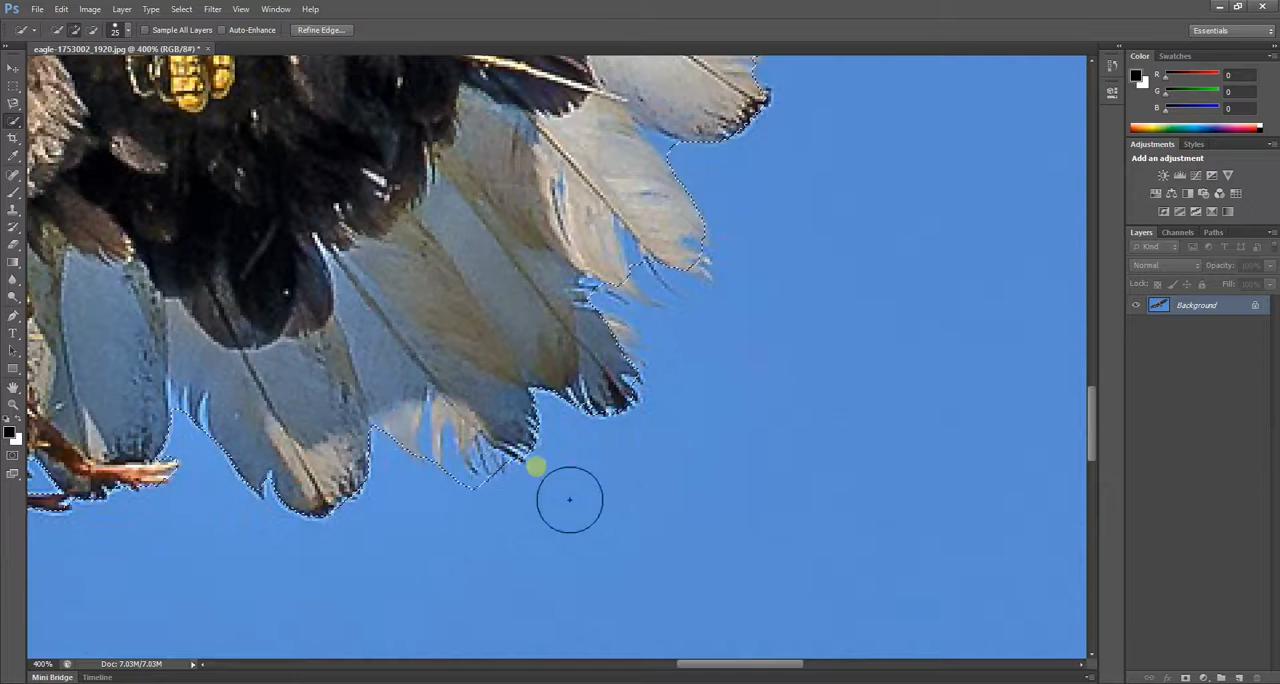 Ps File Edit Image Layer Type Select Filter View Window Help
25 Sample All Layers Auto-Enhance Refine Edge... Essentials
eagle-1753002_1920.jpg @ 400% (RGB/8#) *
Color Swatches
R 0
G 0
B 0
Adjustments Styles
Add an adjustment
Layers Channels Paths
Kind
Normal Opacity: 100%
Lock: Fill: 100%
Background
400% Doc: 7.03M/7.03M
Mini Bridge Timeline